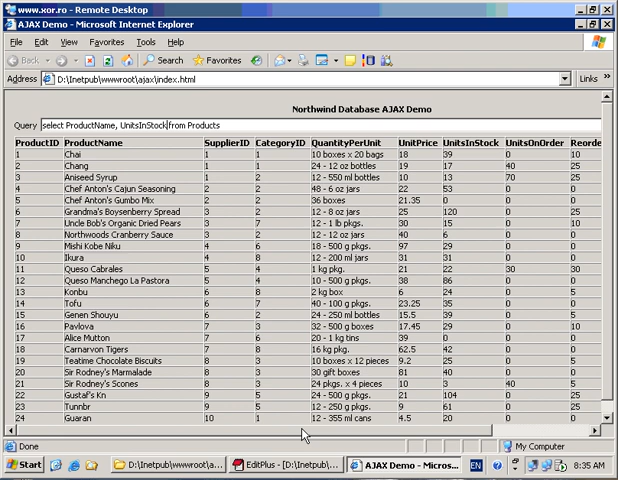 www.xor.ro - Remote Desktop
AJAX Demo - Microsoft Internet Explorer
File Edit View Favorites Tools Help
Back Search Favorites
Address D:\Inetpub\wwwroot\ajax\index.html Links »
Northwind Database AJAX Demo
Query select ProductName, UnitsInStock from Products
ProductID ProductName SupplierID CategoryID QuantityPerUnit UnitPrice UnitsInStock UnitsOnOrder Reorde
1 Chai 1 1 10 boxes x 20 bags 18 39 0 10
2 Chang 1 1 24 - 12 oz bottles 19 17 40 25
3 Aniseed Syrup 1 2 12 - 550 ml bottles 10 13 70 25
4 Chef Anton's Cajun Seasoning 2 2 48 - 6 oz jars 22 53 0 0
5 Chef Anton's Gumbo Mix 2 2 36 boxes 21.35 0 0 0
6 Grandma's Boysenberry Spread 3 2 12 - 8 oz jars 25 120 0 25
7 Uncle Bob's Organic Dried Pears 3 7 12 - 1 lb pkgs. 30 15 0 10
8 Northwoods Cranberry Sauce 3 2 12 - 12 oz jars 40 6 0 0
9 Mishi Kobe Niku 4 6 18 - 500 g pkgs. 97 29 0 0
10 Ikura 4 8 12 - 200 ml jars 31 31 0 0
11 Queso Cabrales 5 4 1 kg pkg. 21 22 30 30
12 Queso Manchego La Pastora 5 4 10 - 500 g pkgs. 38 86 0 0
13 Konbu 6 8 2 kg box 6 24 0 5
14 Tofu 6 7 40 - 100 g pkgs. 23.25 35 0 0
15 Genen Shouyu 6 2 24 - 250 ml bottles 15.5 39 0 5
16 Pavlova 7 3 32 - 500 g boxes 17.45 29 0 10
17 Alice Mutton 7 6 20 - 1 kg tins 39 0 0 0
18 Carnarvon Tigers 7 8 16 kg pkg. 62.5 42 0 0
19 Teatime Chocolate Biscuits 8 3 10 boxes x 12 pieces 9.2 25 0 5
20 Sir Rodney's Marmalade 8 3 30 gift boxes 81 40 0 0
21 Sir Rodney's Scones 8 3 24 pkgs. x 4 pieces 10 3 40 5
22 Gustaf's Kn 9 5 24 - 500 g pkgs. 21 104 0 25
23 Tunnbr 9 5 12 - 250 g pkgs. 9 61 0 25
24 Guaran 10 1 12 - 355 ml cans 4.5 20 0 0
Done My Computer
Start » D:\Inetpub\wwwroot\a... EditPlus - [D:\Inetpub\... AJAX Demo - Micros... EN ? » 8:35 AM